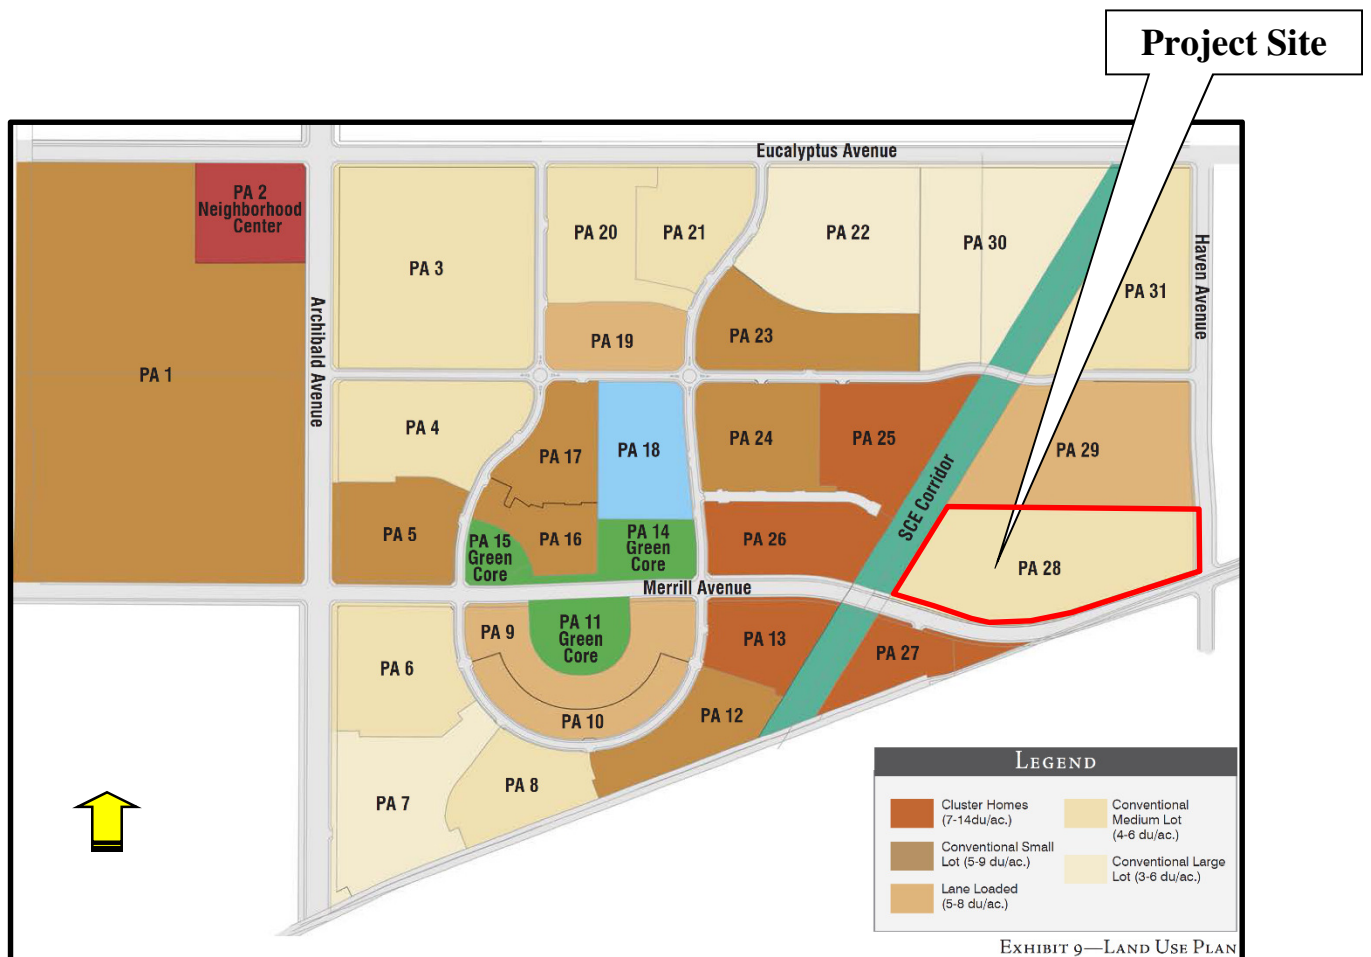 Project Site
Eucalyptus Avenue
PA 2
Neighborhood
Center
PA 20
PA 21
PA 22
PA 30
PA 3
PA 31
Haven Avenue
Archibald Avenue
PA 1
PA 19
PA 23
PA 4
PA 17
PA 18
PA 24
PA 25
PA 29
SCE Corridor
PA 5
PA 15
Green
Core
PA 16
PA 14
Green
Core
PA 26
PA 28
Merrill Avenue
PA 9
PA 11
Green
Core
PA 13
PA 27
PA 6
PA 10
PA 12
PA 7
PA 8
LEGEND
Cluster Homes
(7-14du/ac.)
Conventional Small
Lot (5-9 du/ac.)
Lane Loaded
(5-8 du/ac.)
Conventional
Medium Lot
(4-6 du/ac.)
Conventional Large
Lot (3-6 du/ac.)
EXHIBIT 9—LAND USE PLAN